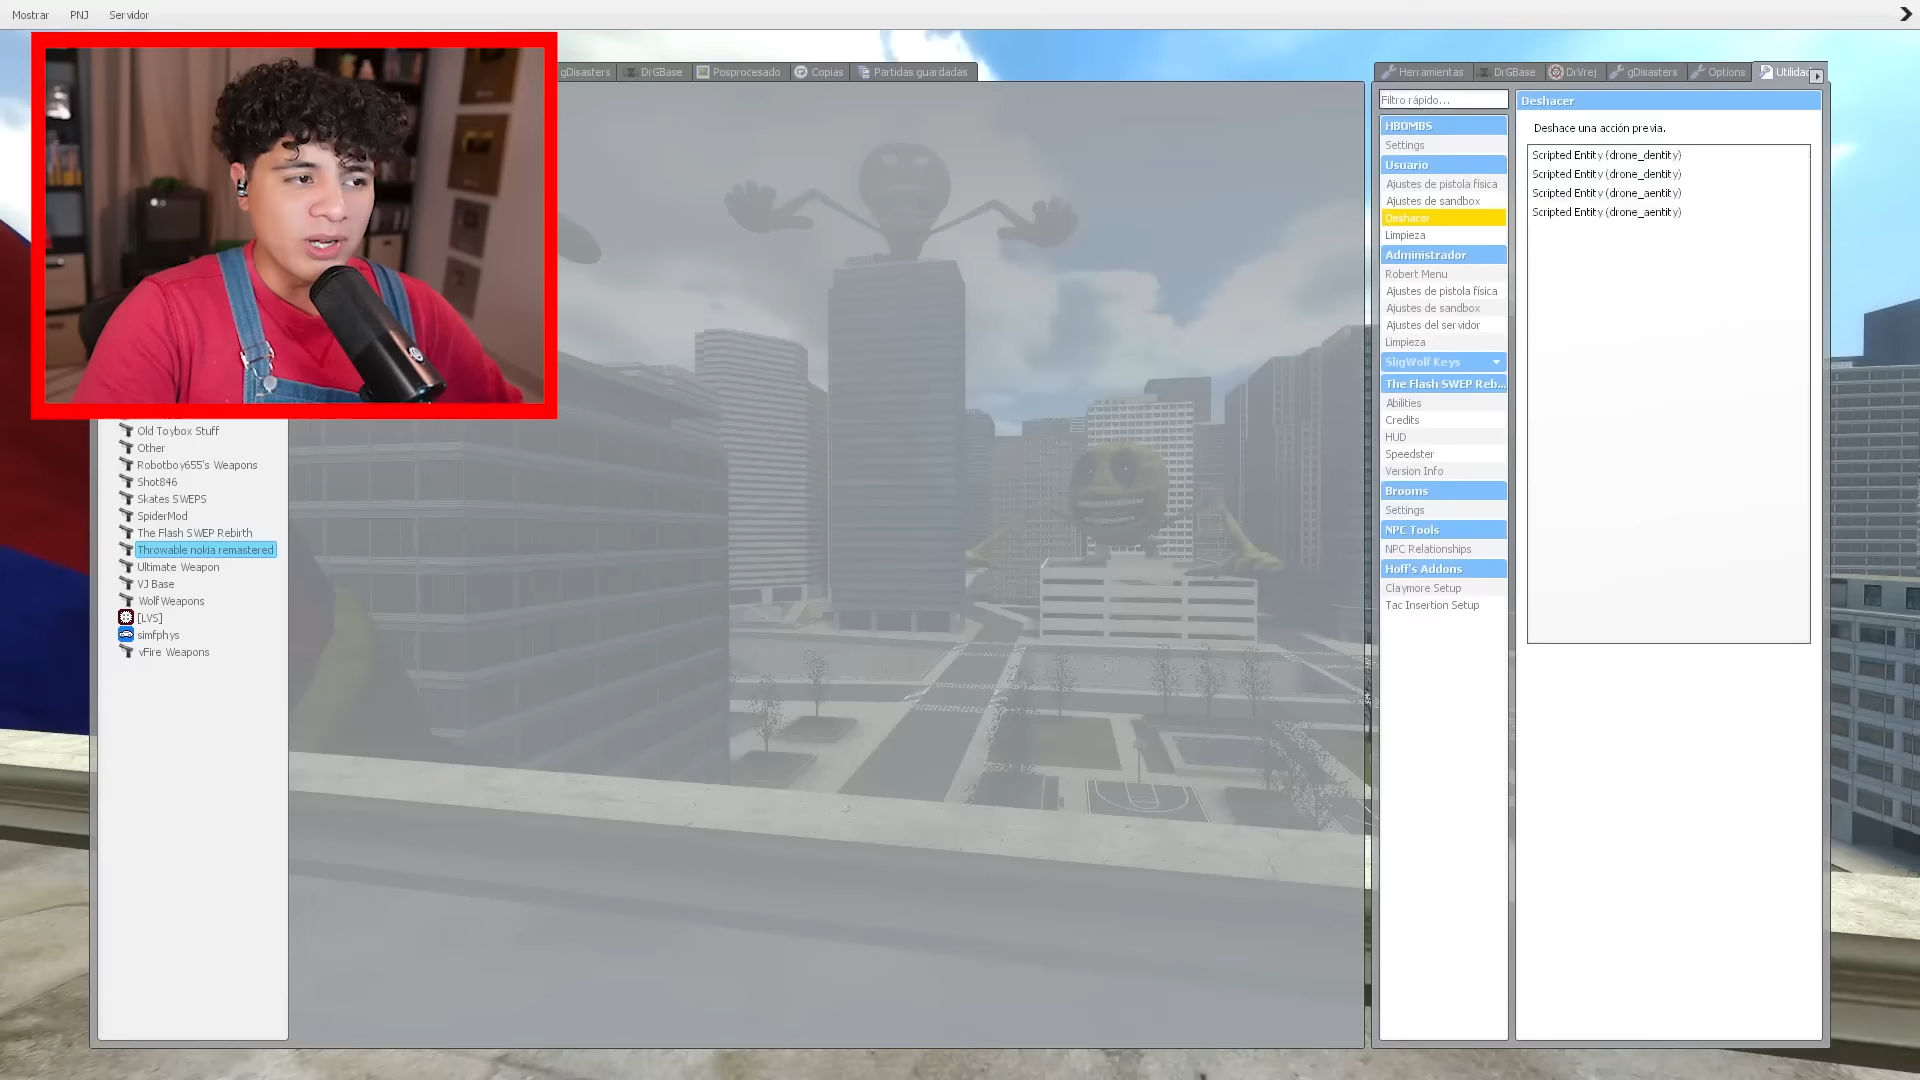 Mostrar PNJ Servidor
gDisasters DrGBase Posprocesado Copias Partidas guardadas
Old Toybox Stuff
Other
Robotboy655's Weapons
Shot846
Skates SWEPS
SpiderMod
The Flash SWEP Rebirth
Throwable nokia remastered
Ultimate Weapon
VJ Base
Wolf Weapons
[LVS]
simfphys
vFire Weapons
Herramientas DrGBase DrVrej gDisasters Options Utilidad
Filtro rápido...
HBOMBS
Settings
Usuario
Ajustes de pistola física
Ajustes de sandbox
Deshacer
Limpieza
Administrador
Robert Menu
Ajustes de pistola física
Ajustes de sandbox
Ajustes del servidor
Limpieza
SligWolf Keys
The Flash SWEP Reb...
Abilities
Credits
HUD
Speedster
Version Info
Brooms
Settings
NPC Tools
NPC Relationships
Hoff's Addons
Claymore Setup
Tac Insertion Setup
Deshacer
Deshace una acción previa.
Scripted Entity (drone_dentity)
Scripted Entity (drone_dentity)
Scripted Entity (drone_aentity)
Scripted Entity (drone_aentity)